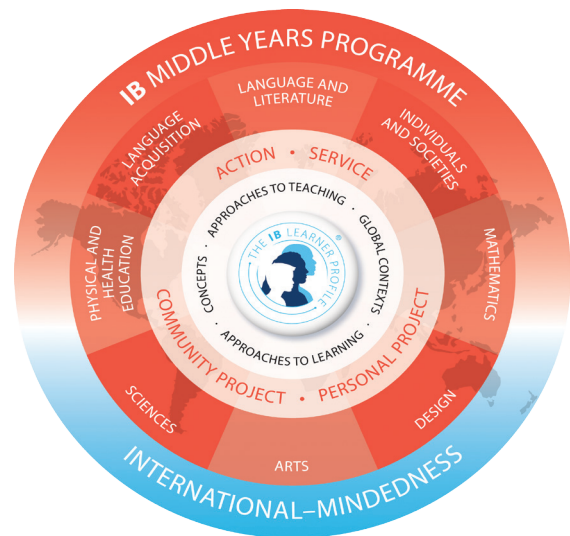 IB MIDDLE YEARS PROGRAMME
LANGUAGE AND
LITERATURE
INDIVIDUALS
AND SOCIETIES
MATHEMATICS
DESIGN
ARTS
SCIENCES
PHYSICAL AND
HEALTH
EDUCATION
LANGUAGE
ACQUISITION
ACTION • SERVICE
COMMUNITY PROJECT • PERSONAL PROJECT
APPROACHES TO TEACHING · GLOBAL CONTEXTS ·
APPROACHES TO LEARNING · CONCEPTS ·
THE IB LEARNER PROFILE
®
INTERNATIONAL–MINDEDNESS